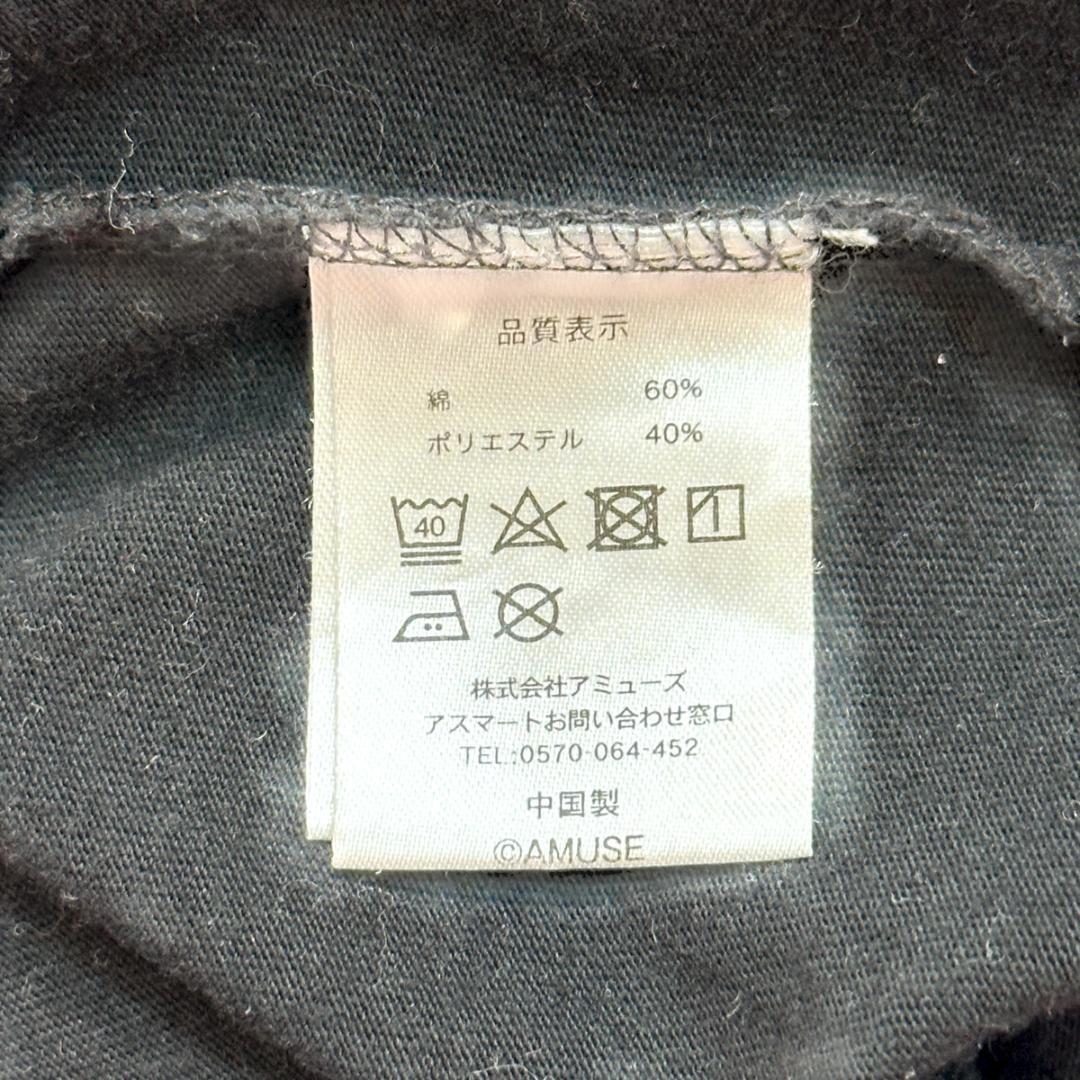 品質表示
綿 60%
ポリエステル 40%
40
株式会社アミューズ
アスマートお問い合わせ窓口
TEL:0570-064-452
中国製
©AMUSE